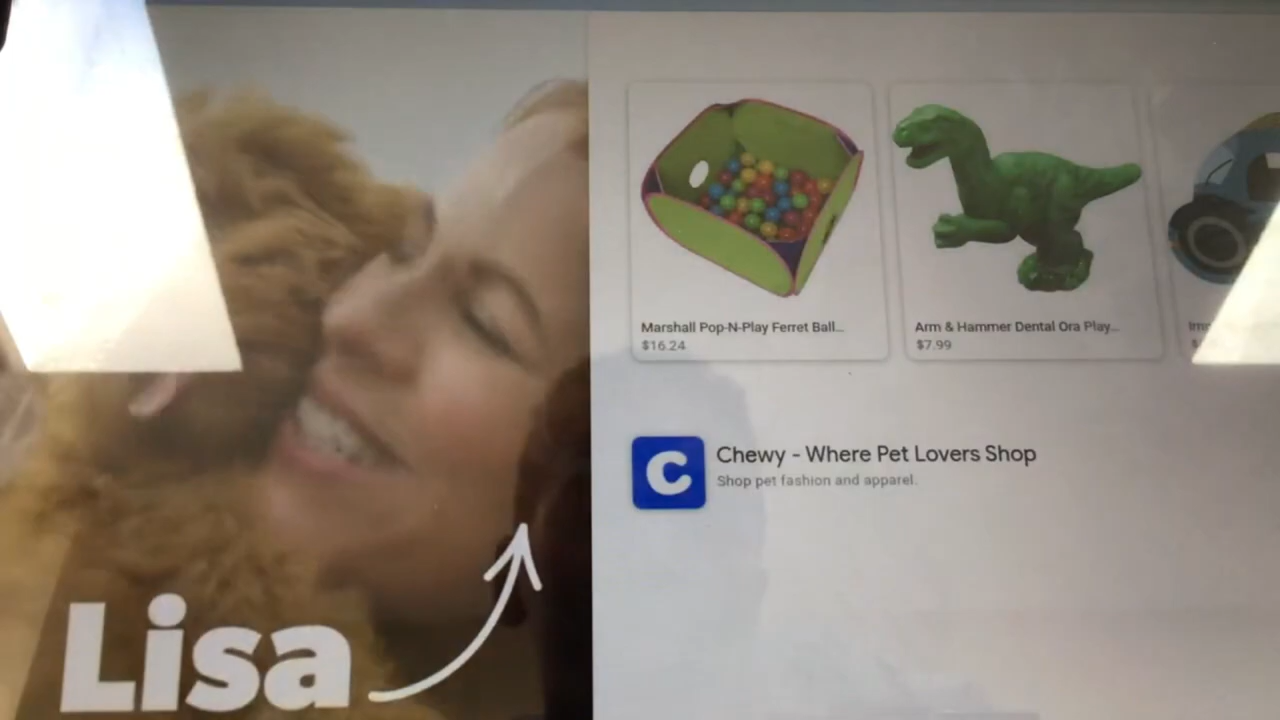 Marshall Pop-N-Play Ferret Ball...
$16.24
Arm & Hammer Dental Ora Play...
$7.99
C
Chewy - Where Pet Lovers Shop
Shop pet fashion and apparel.
Lisa